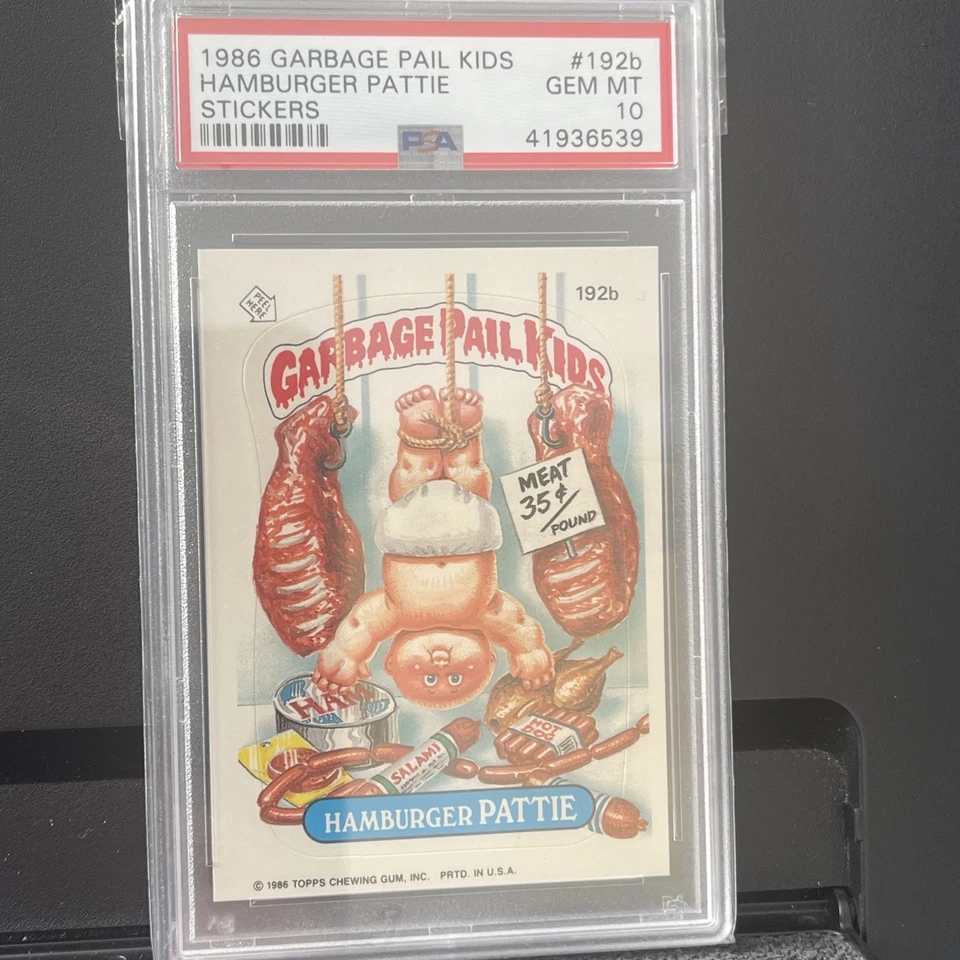 1986 GARBAGE PAIL KIDS #192b
HAMBURGER PATTIE GEM MT
STICKERS 10
PSA 41936539
PEEL HERE
192b
GARBAGE PAIL KIDS
MEAT
35¢/
POUND
HAM
HOT
DOG
SALAMI
HAMBURGER PATTIE
© 1986 TOPPS CHEWING GUM, INC. PRTD. IN U.S.A.